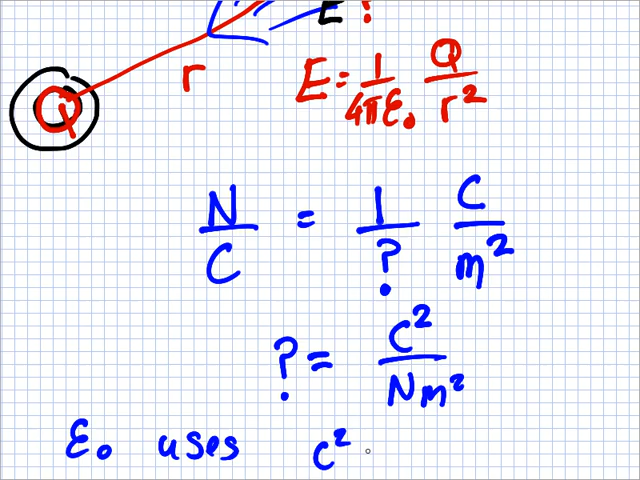 E ?
Q r
E = 1/4πε₀ Q/r²
N/C = 1/? C/m²
? = C²/Nm²
ε₀ uses C²